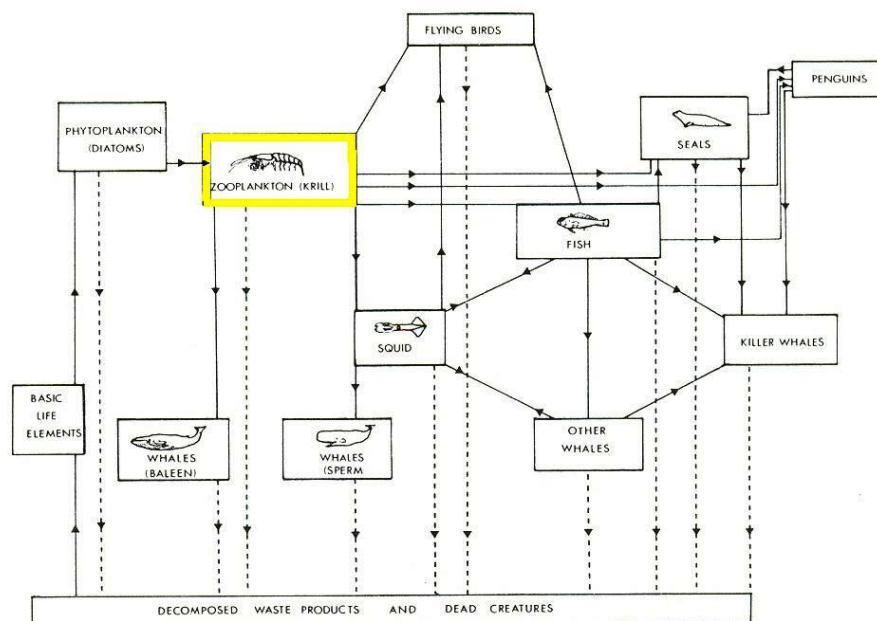 FLYING BIRDS
PENGUINS
PHYTOPLANKTON
(DIATOMS)
SEALS
ZOOPLANKTON (KRILL)
FISH
SQUID
KILLER WHALES
BASIC
LIFE
ELEMENTS
WHALES
(BALEEN)
WHALES
(SPERM
OTHER
WHALES
DECOMPOSED WASTE PRODUCTS AND DEAD CREATURES